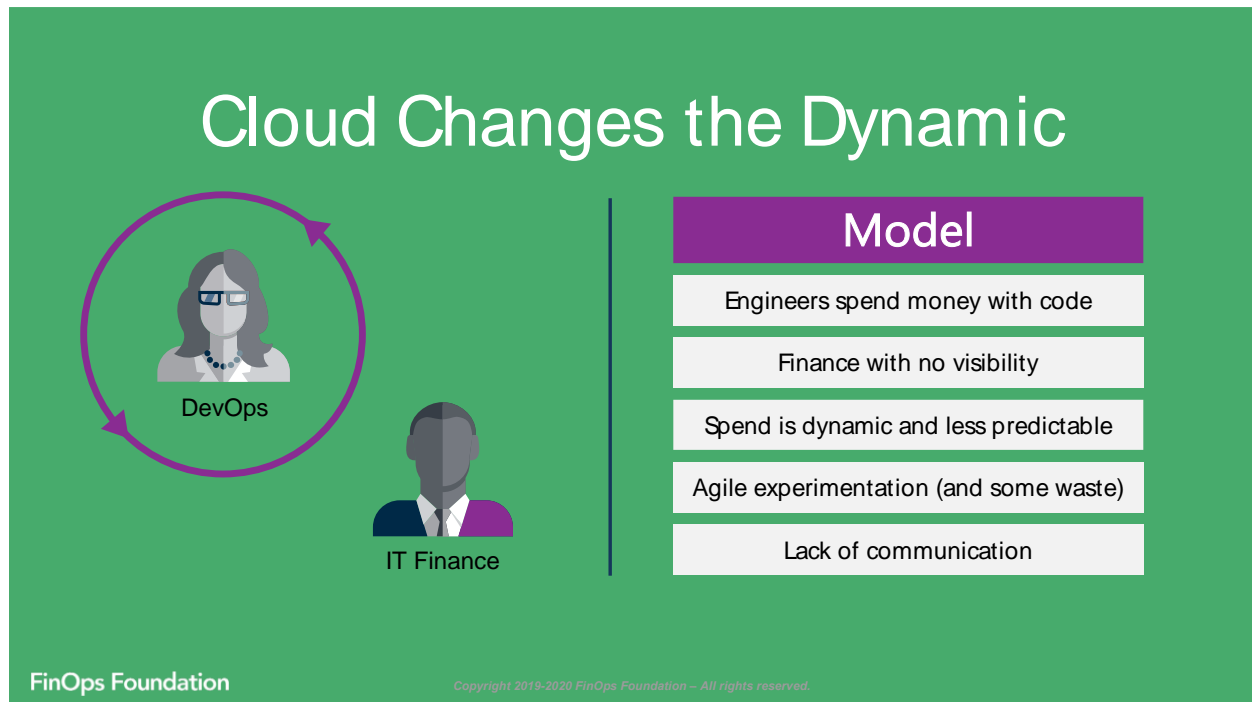 Cloud Changes the Dynamic
DevOps
IT Finance
Model
Engineers spend money with code
Finance with no visibility
Spend is dynamic and less predictable
Agile experimentation (and some waste)
Lack of communication
FinOps Foundation
Copyright 2019-2020 FinOps Foundation – All rights reserved.